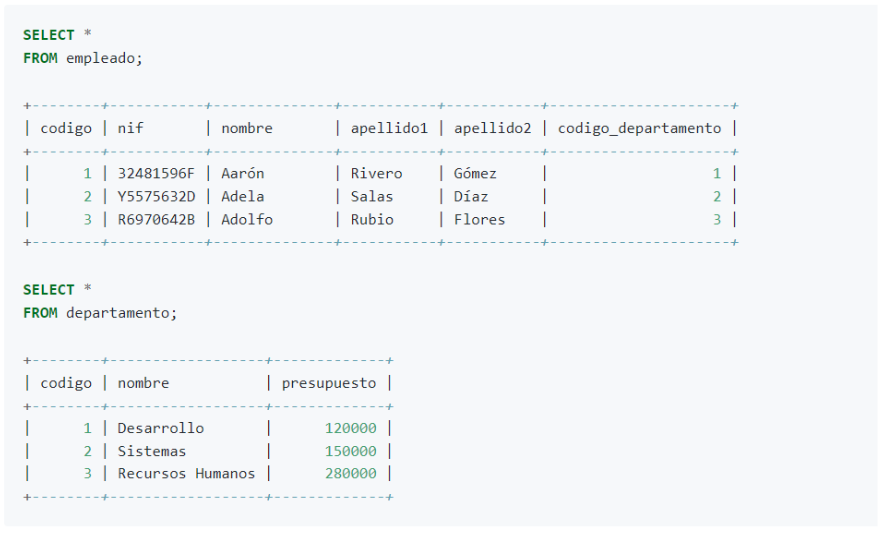 SELECT *
FROM empleado;
+--------+-----------+--------------+-----------+-----------+---------------------+
| codigo | nif       | nombre       | apellido1 | apellido2 | codigo_departamento |
+--------+-----------+--------------+-----------+-----------+---------------------+
|      1 | 32481596F | Aarón        | Rivero    | Gómez     |                   1 |
|      2 | Y5575632D | Adela        | Salas     | Díaz      |                   2 |
|      3 | R6970642B | Adolfo       | Rubio     | Flores    |                   3 |
+--------+-----------+--------------+-----------+-----------+---------------------+
SELECT *
FROM departamento;
+--------+------------------+-------------+
| codigo | nombre           | presupuesto |
+--------+------------------+-------------+
|      1 | Desarrollo       |      120000 |
|      2 | Sistemas         |      150000 |
|      3 | Recursos Humanos |      280000 |
+--------+------------------+-------------+